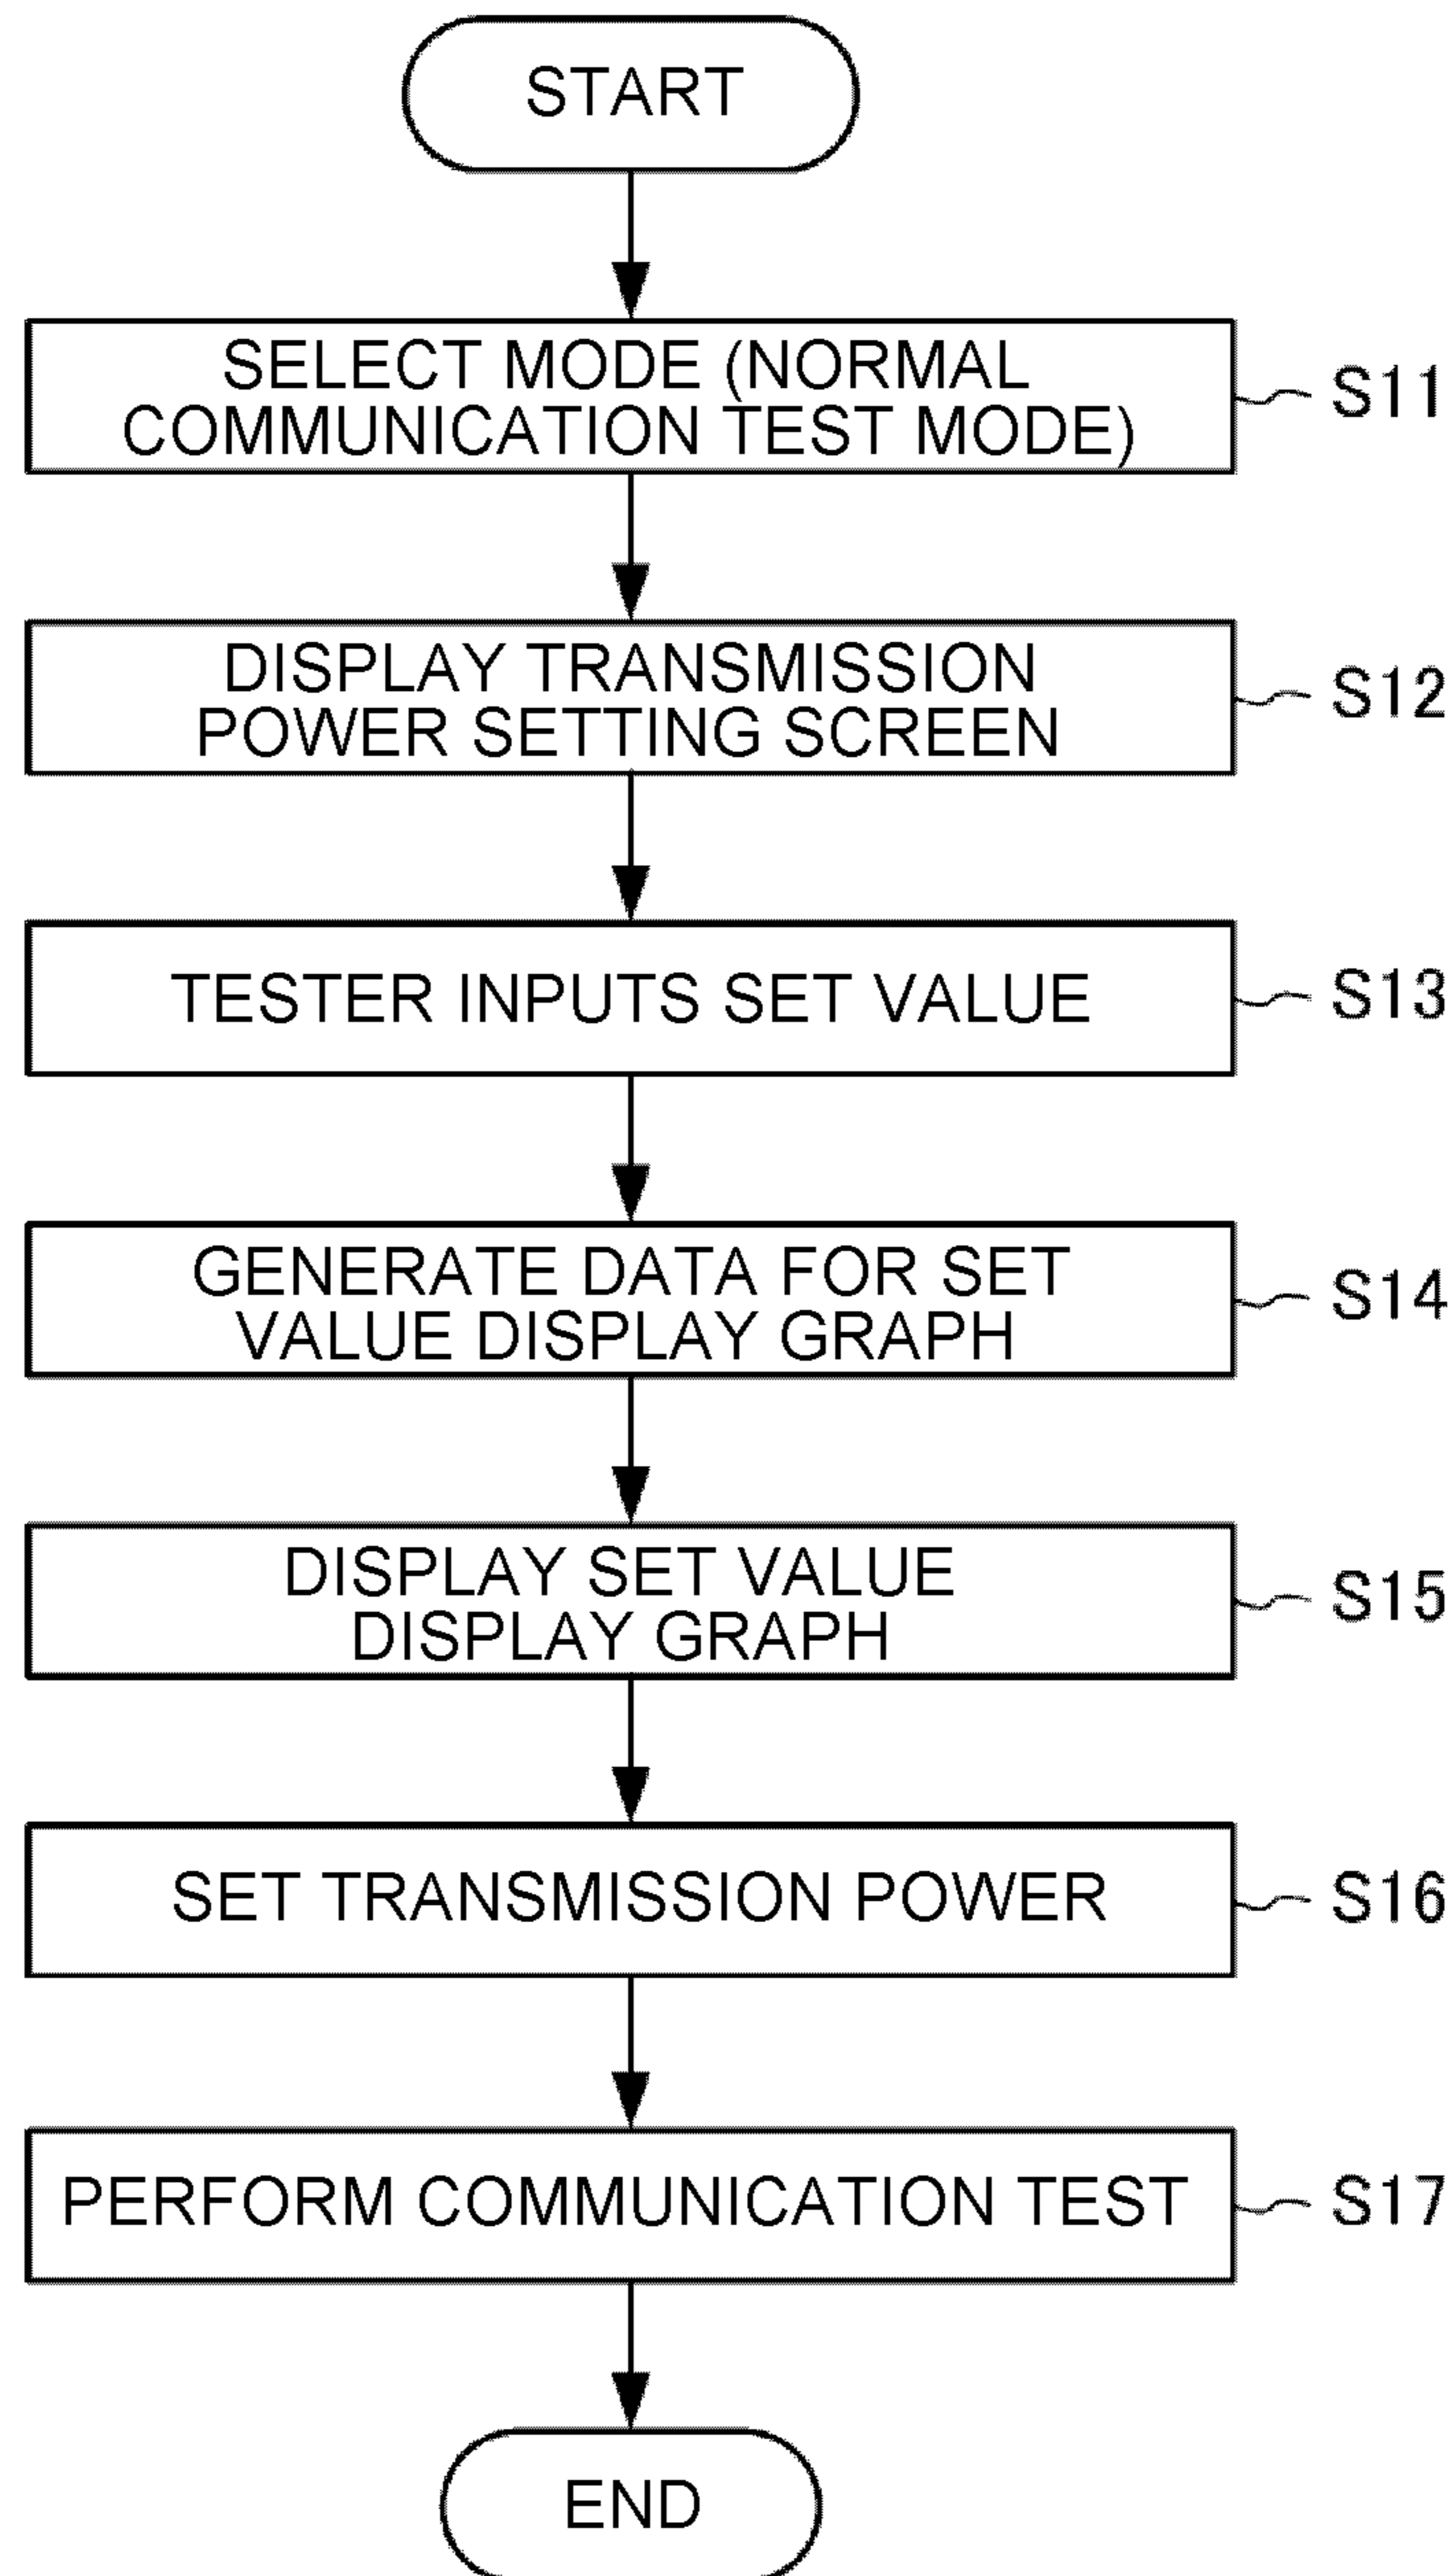 START
SELECT MODE (NORMAL
COMMUNICATION TEST MODE)
S11
DISPLAY TRANSMISSION
POWER SETTING SCREEN
S12
TESTER INPUTS SET VALUE
S13
GENERATE DATA FOR SET
VALUE DISPLAY GRAPH
S14
DISPLAY SET VALUE
DISPLAY GRAPH
S15
SET TRANSMISSION POWER
S16
PERFORM COMMUNICATION TEST
S17
END